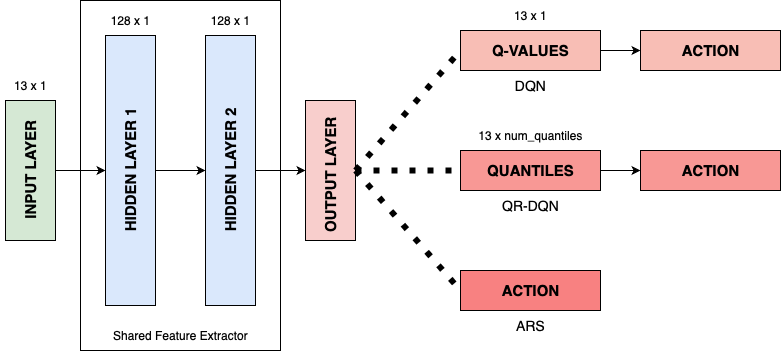 13 x 1
INPUT LAYER
128 x 1
HIDDEN LAYER 1
128 x 1
HIDDEN LAYER 2
Shared Feature Extractor
OUTPUT LAYER
13 x 1
Q-VALUES
ACTION
DQN
13 x num_quantiles
QUANTILES
ACTION
QR-DQN
ACTION
ARS